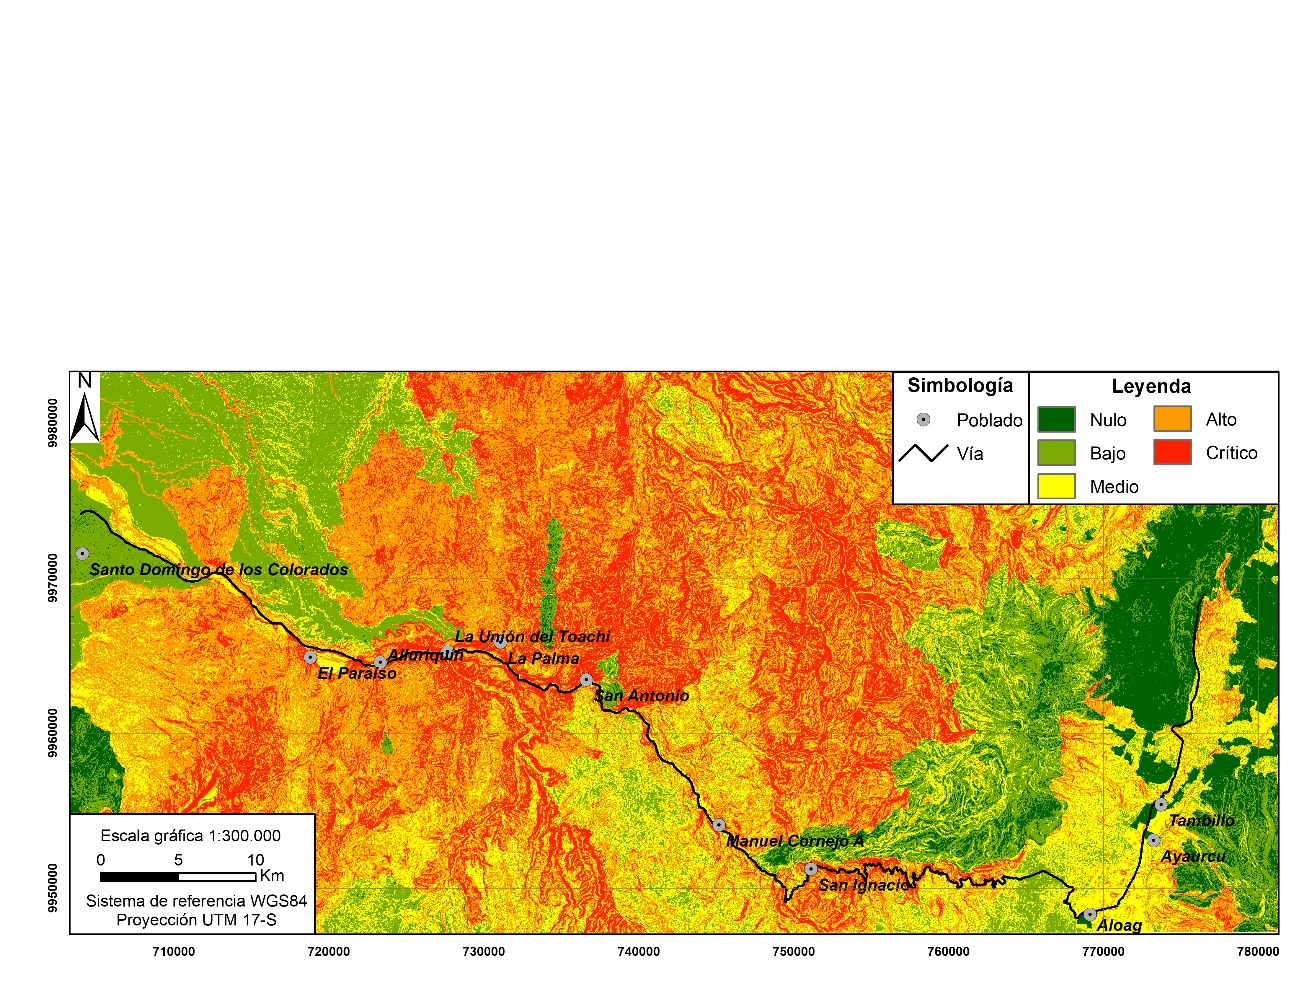 N
Simbología
Poblado
Vía
Leyenda
Nulo
Alto
Bajo
Crítico
Medio
9980000
9970000
9960000
9950000
Santo Domingo de los Colorados
La Unión del Toachi
Alluriquin
La Palma
El Paraiso
San Antonio
Manuel Cornejo A
San Ignacio
Tambillo
Ayaurcu
Aloag
Escala gráfica 1:300.000
0 5 10
Km
Sistema de referencia WGS84
Proyección UTM 17-S
710000 720000 730000 740000 750000 760000 770000 780000